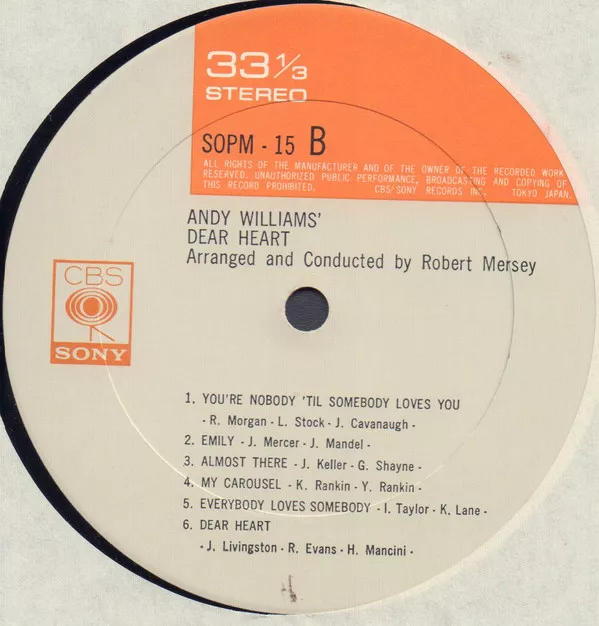 33 1/3
STEREO
SOPM - 15 B
ALL RIGHTS OF THE MANUFACTURER AND OF THE OWNER OF THE RECORDED WORK
RESERVED. UNAUTHORIZED PUBLIC PERFORMANCE, BROADCASTING AND COPYING OF
THIS RECORD PROHIBITED. CBS/SONY RECORDS INC. TOKYO JAPAN.
ANDY WILLIAMS'
DEAR HEART
Arranged and Conducted by Robert Mersey
CBS
SONY
1. YOU'RE NOBODY 'TIL SOMEBODY LOVES YOU
- R. Morgan - L. Stock - J. Cavanaugh -
2. EMILY - J. Mercer - J. Mandel -
3. ALMOST THERE - J. Keller - G. Shayne -
4. MY CAROUSEL - K. Rankin - Y. Rankin -
5. EVERYBODY LOVES SOMEBODY - I. Taylor - K. Lane -
6. DEAR HEART
- J. Livingston - R. Evans - H. Mancini -